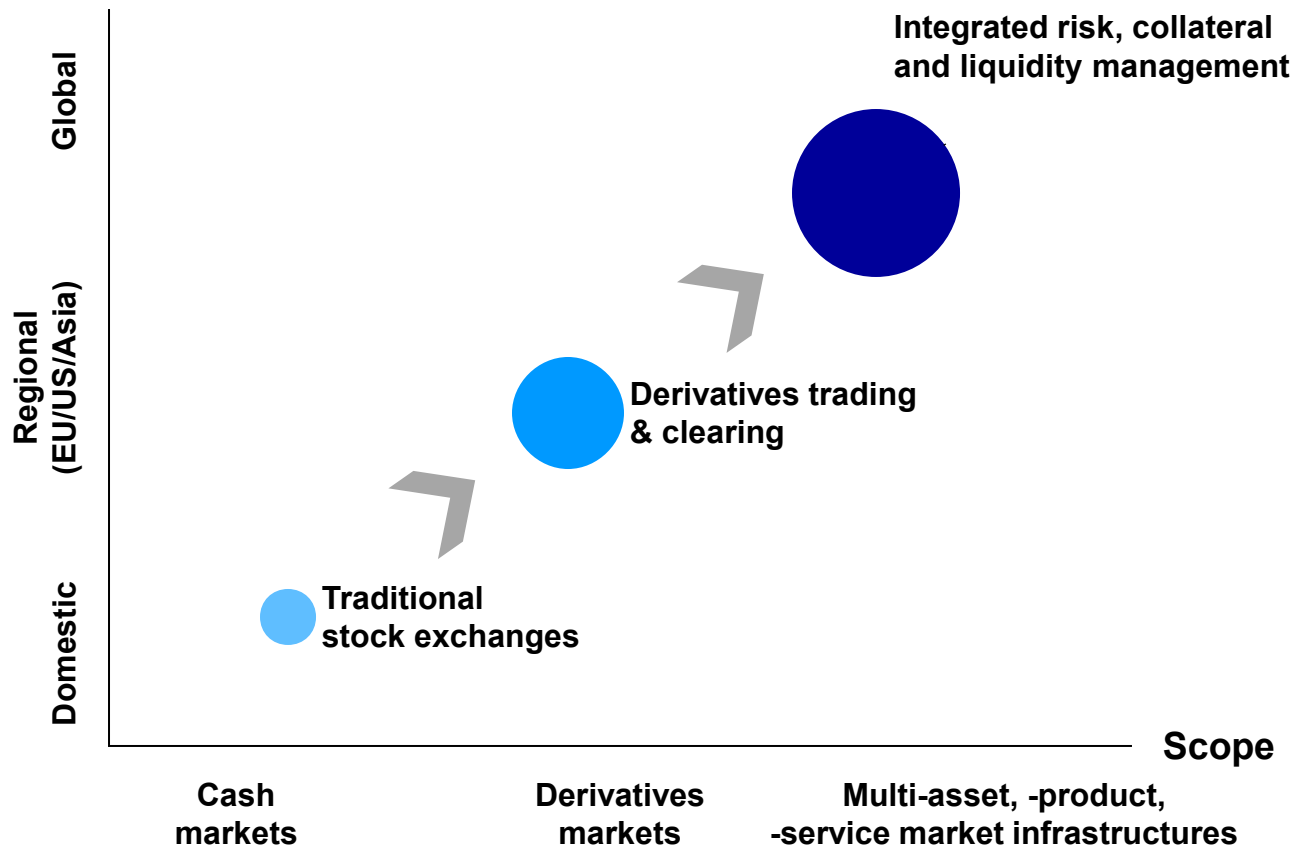 Integrated risk, collateral
and liquidity management
Global
Regional
(EU/US/Asia)
Derivatives trading
& clearing
Traditional
stock exchanges
Domestic
Scope
Cash
markets
Derivatives
markets
Multi-asset, -product,
-service market infrastructures